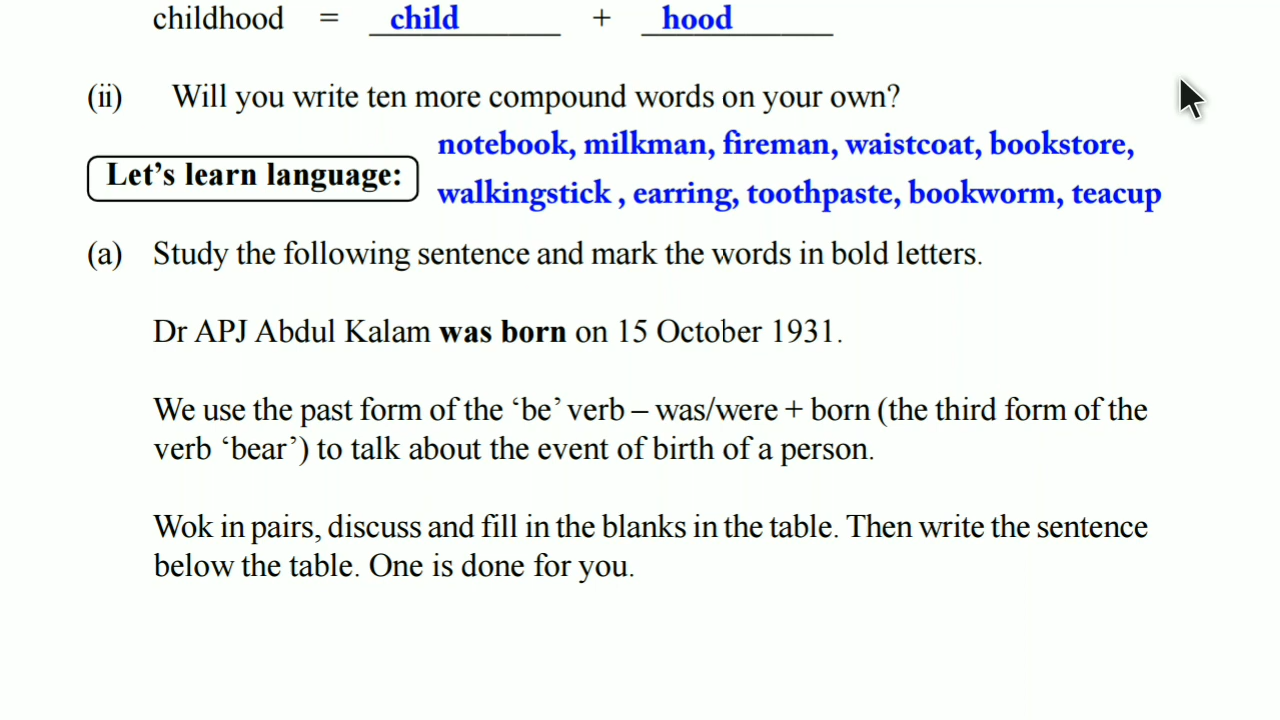 childhood = child + hood
(ii) Will you write ten more compound words on your own?
notebook, milkman, fireman, waistcoat, bookstore,
Let's learn language:
walkingstick , earring, toothpaste, bookworm, teacup
(a) Study the following sentence and mark the words in bold letters.
Dr APJ Abdul Kalam was born on 15 October 1931.
We use the past form of the ‘be’ verb – was/were + born (the third form of the
verb ‘bear’) to talk about the event of birth of a person.
Wok in pairs, discuss and fill in the blanks in the table. Then write the sentence
below the table. One is done for you.